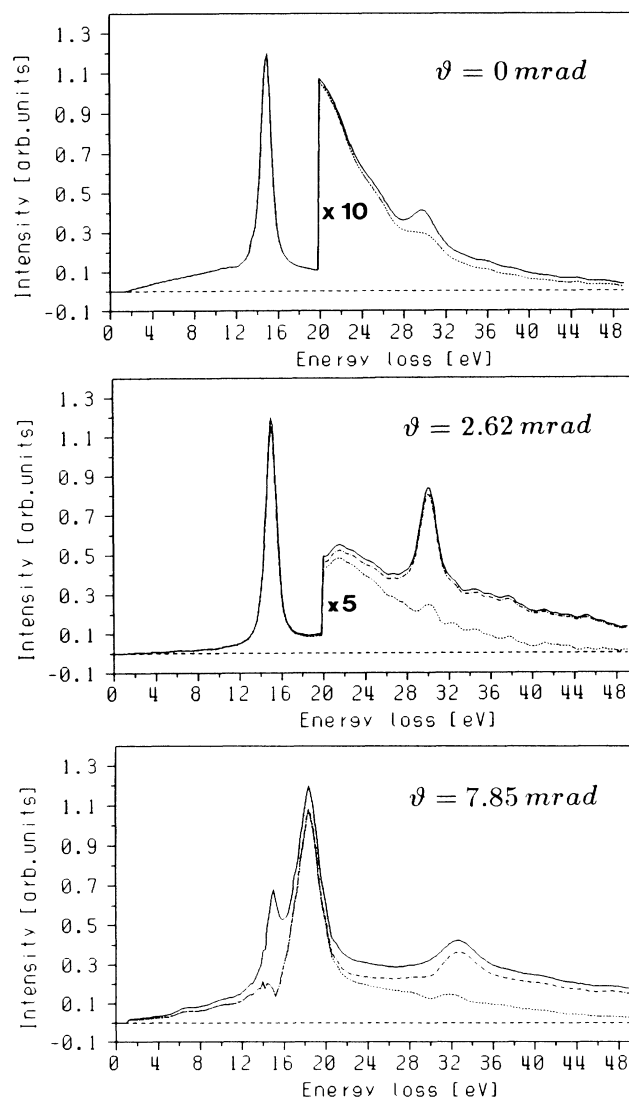 1.3
1.1
0.9
0.7
0.5
0.3
0.1
-0.1
Intensity [arb.units]
ϑ = 0 mrad
x 10
0 4 8 12 16 20 24 28 32 36 40 44 48
Energy loss [eV]
1.3
1.1
0.9
0.7
0.5
0.3
0.1
-0.1
Intensity [arb.units]
ϑ = 2.62 mrad
x 5
0 4 8 12 16 20 24 28 32 36 40 44 48
Energy loss [eV]
1.3
1.1
0.9
0.7
0.5
0.3
0.1
-0.1
Intensity [arb.units]
ϑ = 7.85 mrad
0 4 8 12 16 20 24 28 32 36 40 44 48
Energy loss [eV]